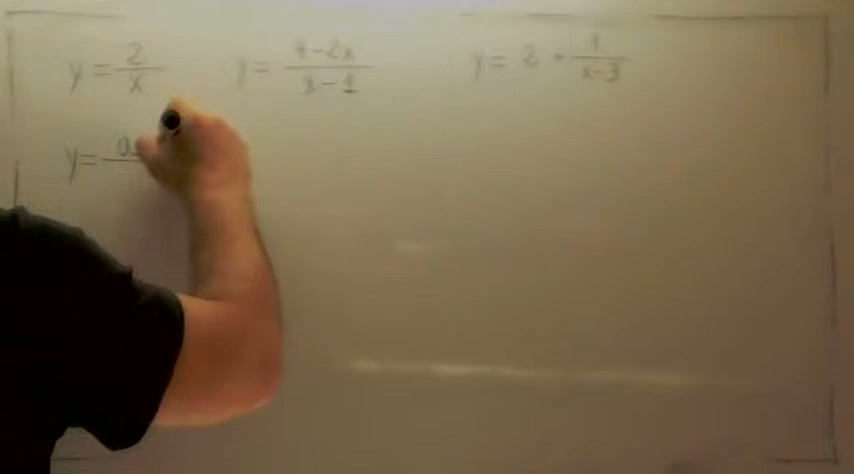 y = 2/x y = (4-2x)/(x-1) y = 2 + 1/(x-3)
y =